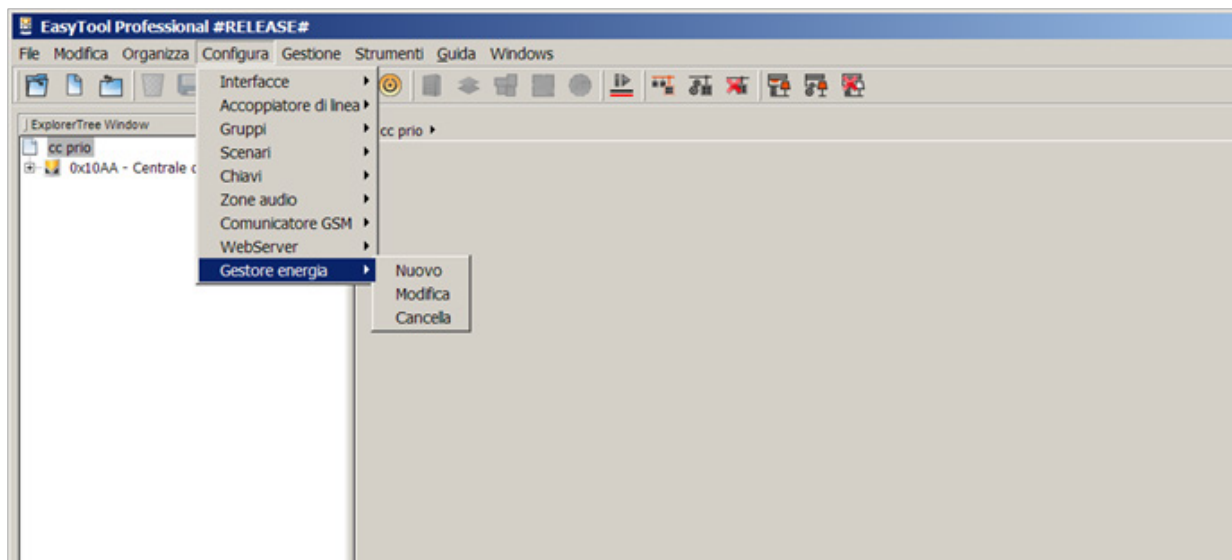 EasyTool Professional #RELEASE#
File Modifica Organizza Configura Gestione Strumenti Guida Windows
ExplorerTree Window
cc prio
0x10AA - Centrale
cc prio
Interfacce
Accoppiatore di linea
Gruppi
Scenari
Chiavi
Zone audio
Comunicatore GSM
WebServer
Gestore energia
Nuovo
Modifica
Cancella